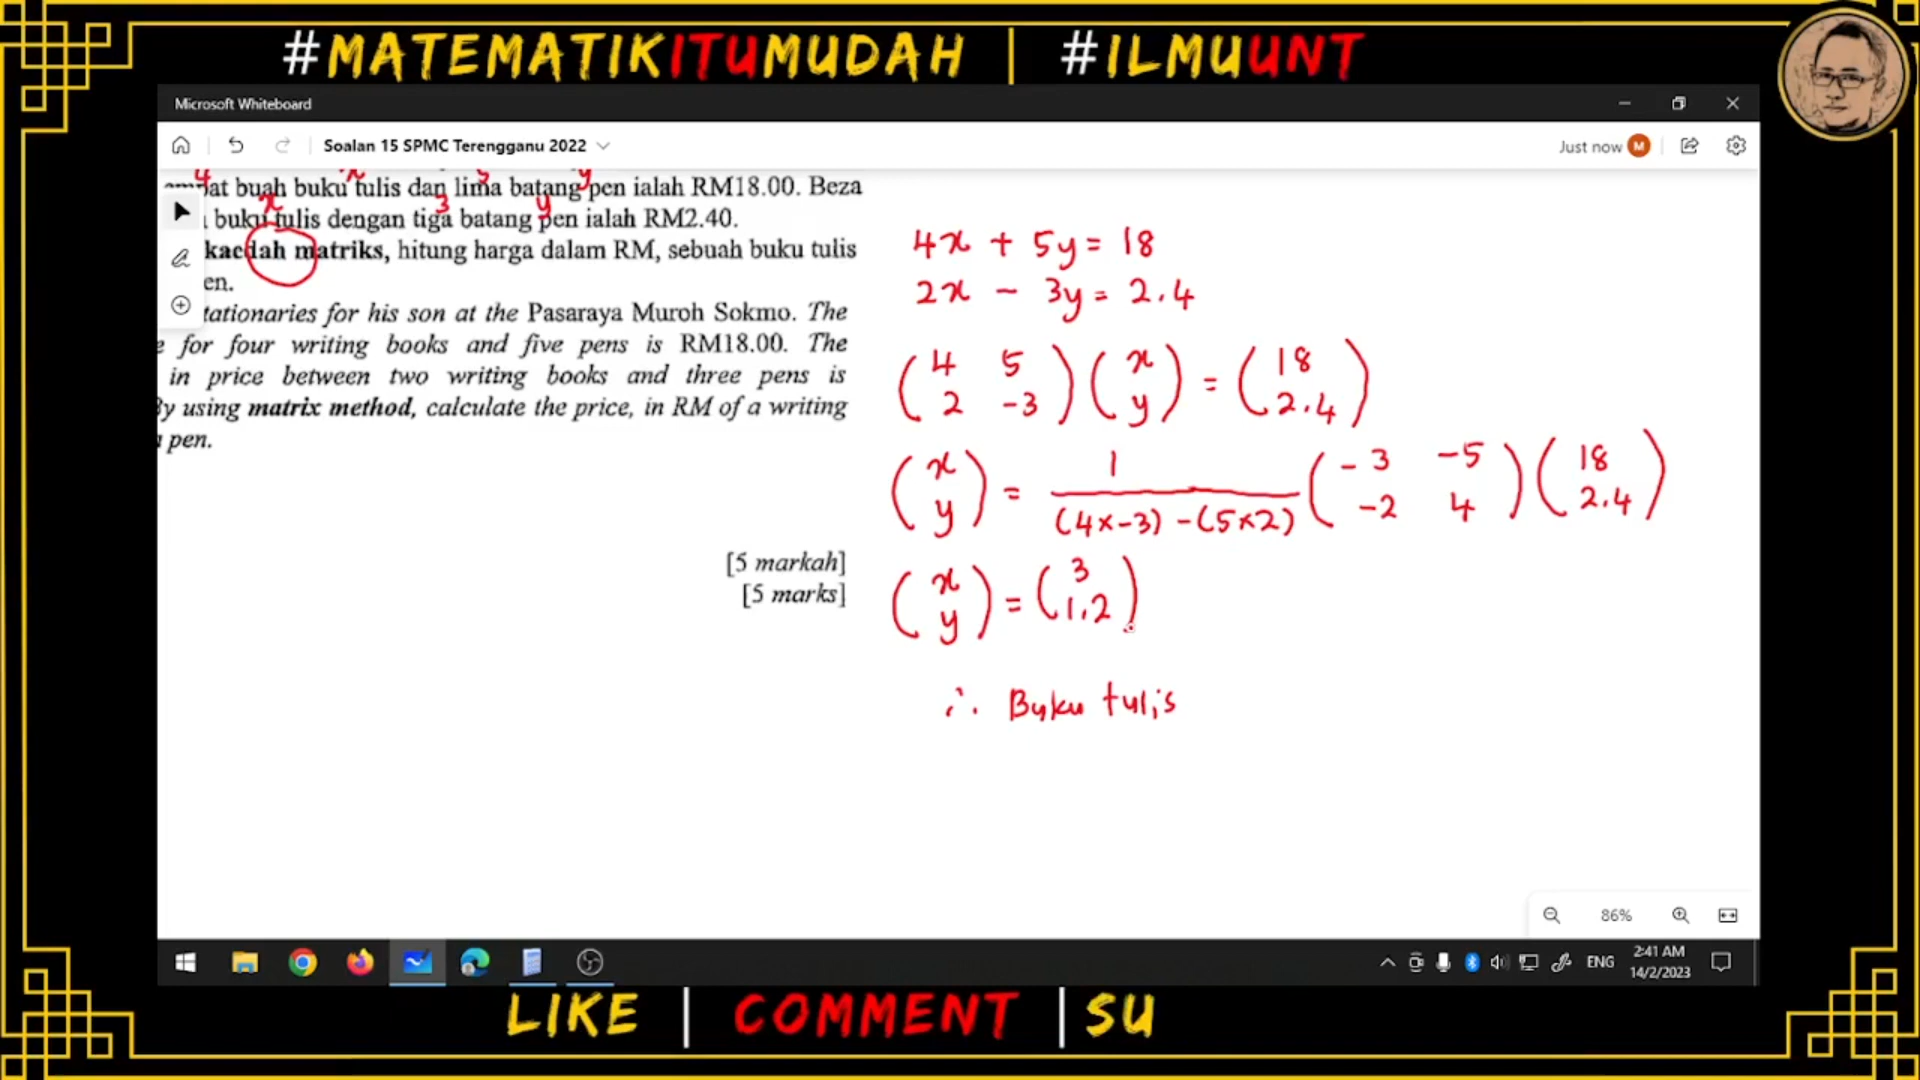 #MATEMATIKITUMUDAH | #ILMUUNT
Microsoft Whiteboard
Soalan 15 SPMC Terengganu 2022
Just now M
4 x 5 y
buah buku tulis dan lima batang pen ialah RM18.00. Beza
x 3 y
buku tulis dengan tiga batang pen ialah RM2.40.
kaedah matriks, hitung harga dalam RM, sebuah buku tulis
en.
tationaries for his son at the Pasaraya Muroh Sokmo. The
e for four writing books and five pens is RM18.00. The
in price between two writing books and three pens is
By using matrix method, calculate the price, in RM of a writing
pen.
[5 markah]
[5 marks]
4x + 5y = 18
2x - 3y = 2.4
(4 5) (x) = (18)
(2 -3) (y) (2.4)
(x) = 1 (-3 -5) (18)
(y) (4x-3) -(5x2) (-2 4) (2.4)
(x) = (3)
(y) (1.2)
∴ Buku tulis
86%
ENG
2:41 AM
14/2/2023
LIKE | COMMENT | SU